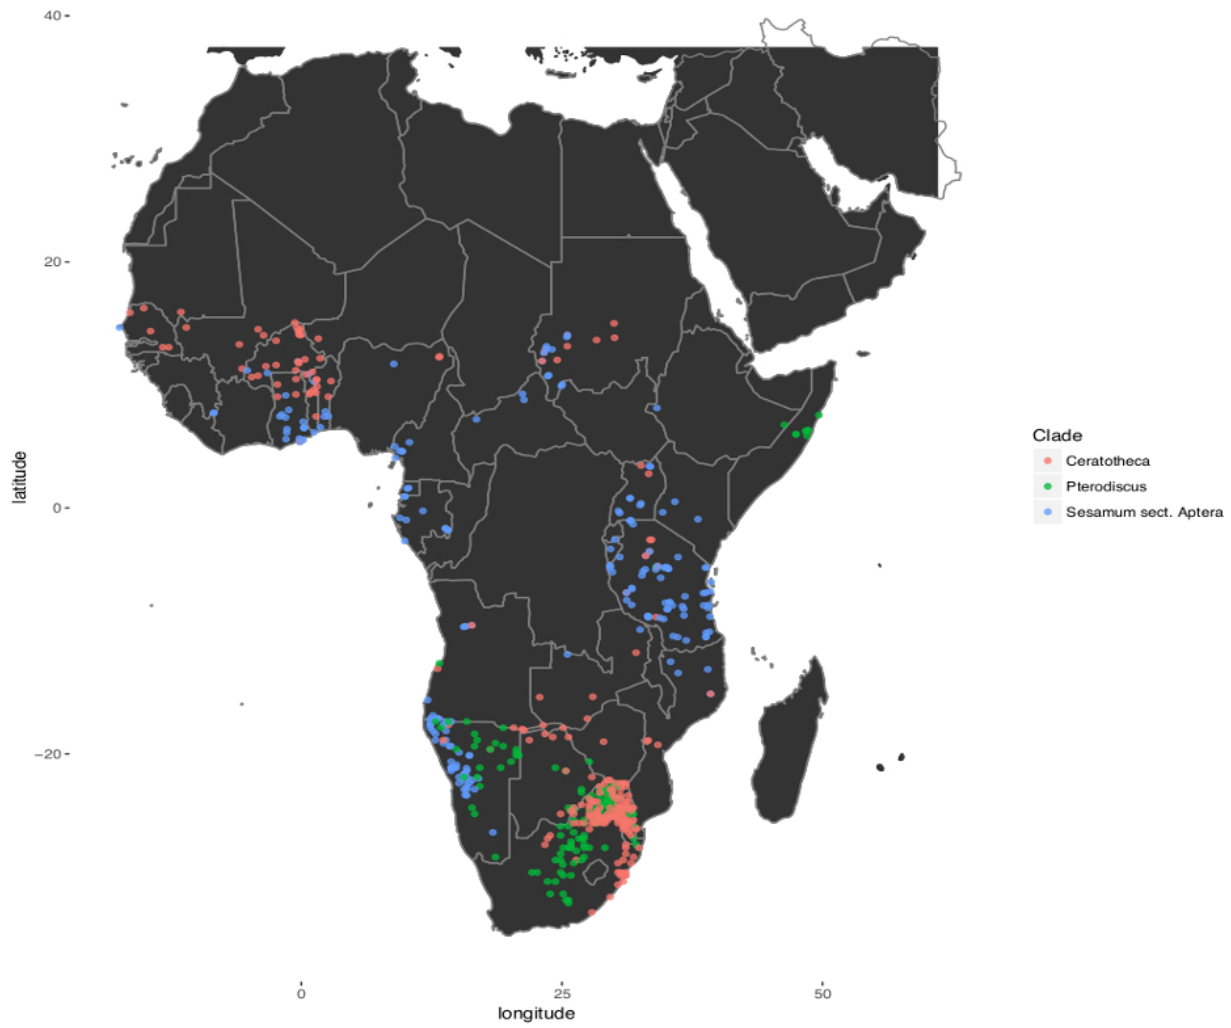 40
20
0
−20
latitude
0
25
50
longitude
Clade
Ceratotheca
Pterodiscus
Sesamum sect. Aptera